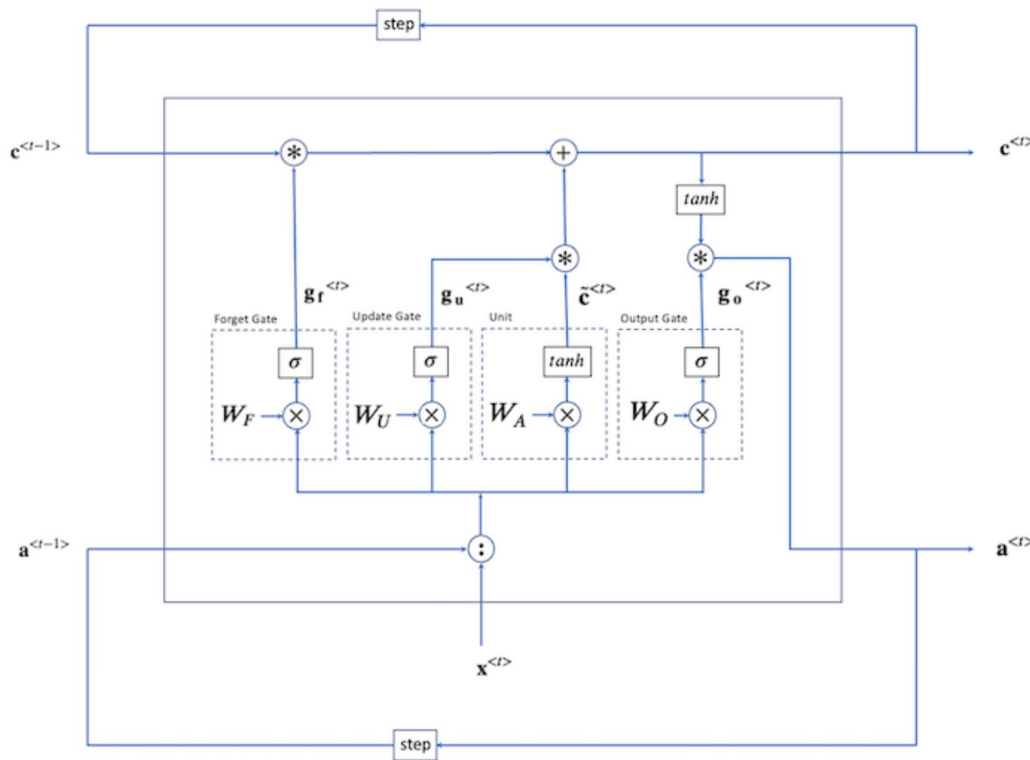 step
c<t-1>
*
+
c<t>
tanh
*
*
g_f<t>
g_u<t>
c̃<t>
g_o<t>
Forget Gate
Update Gate
Unit
Output Gate
σ
σ
tanh
σ
W_F
×
W_U
×
W_A
×
W_O
×
a<t-1>
:
a<t>
x<t>
step